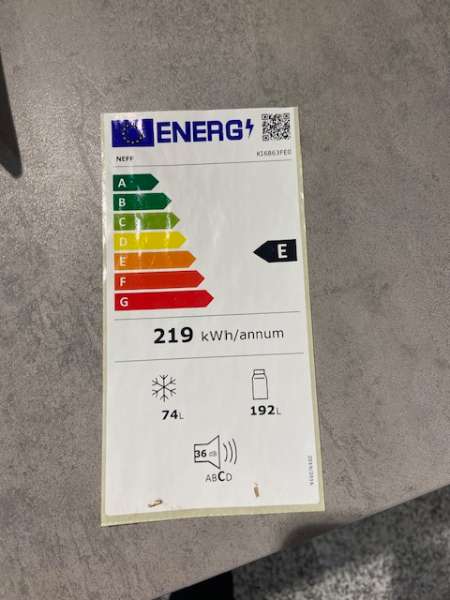 ENERG
NEFF KI6863FE0
A
B
C
D
E
F
G
E
219 kWh/annum
74L 192L
36 dB
ABCD